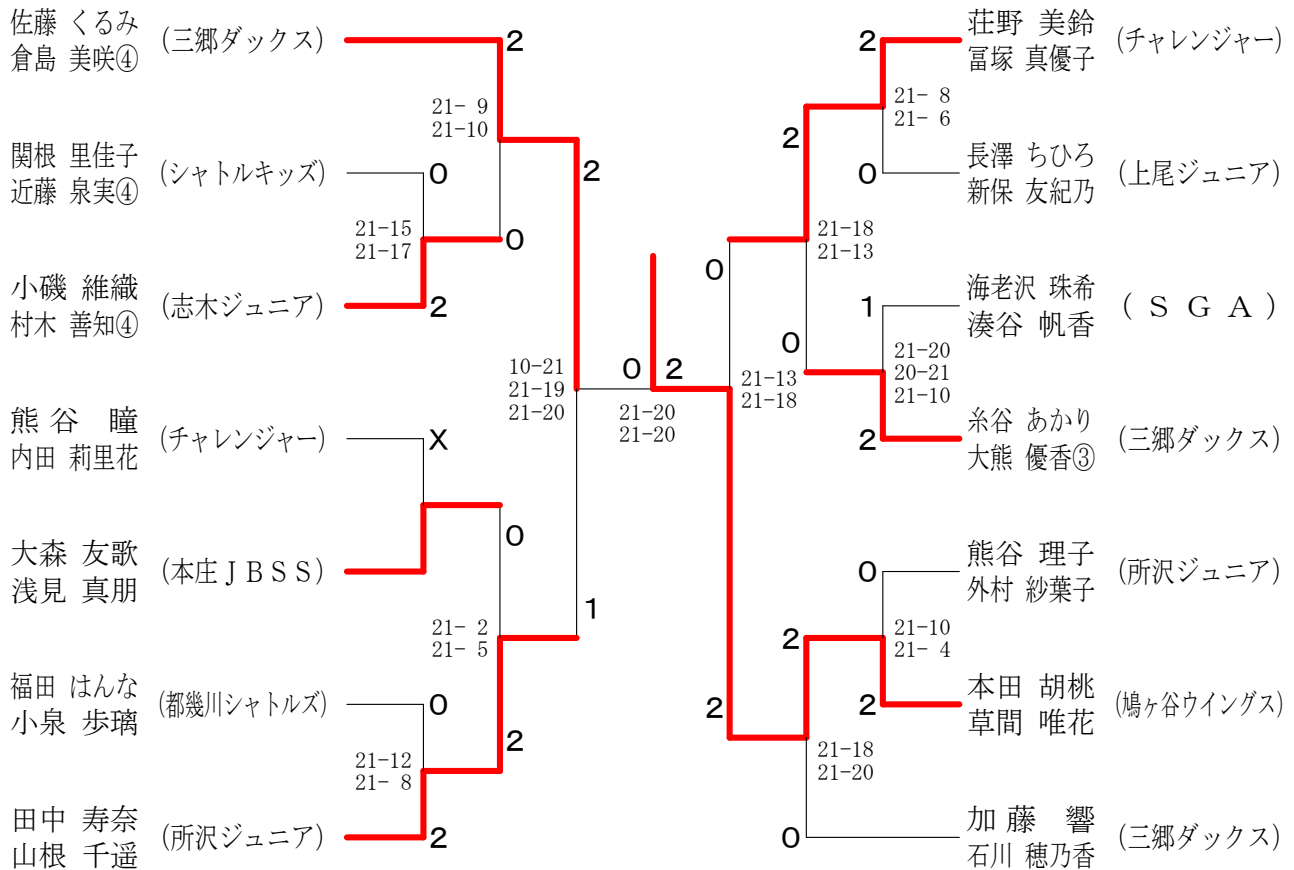 佐藤 くるみ
倉島 美咲④
(三郷ダックス)
2
21- 9
21-10
関根 里佳子
近藤 泉実④
(シャトルキッズ)
0
2
21-15
21-17
0
小磯 維織
村木 善知④
(志木ジュニア)
2
10-21
21-19
21-20
熊谷 瞳
内田 莉里花
(チャレンジャー)
X
大森 友歌
浅見 真朋
(本庄ＪＢＳＳ)
0
1
21- 2
21- 5
福田 はんな
小泉 歩璃
(都幾川シャトルズ)
0
2
21-12
21- 8
田中 寿奈
山根 千遥
(所沢ジュニア)
2
0
2
21-20
21-20
荘野 美鈴
冨塚 真優子
(チャレンジャー)
2
21- 8
21- 6
2
長澤 ちひろ
新保 友紀乃
(上尾ジュニア)
0
21-18
21-13
0
海老沢 珠希
湊谷 帆香
(ＳＧＡ)
1
0
21-20
20-21
21-10
21-13
21-18
糸谷 あかり
大熊 優香③
(三郷ダックス)
2
熊谷 理子
外村 紗葉子
(所沢ジュニア)
0
21-10
21- 4
2
本田 胡桃
草間 唯花
(鳩ヶ谷ウイングス)
2
2
21-18
21-20
加藤 響
石川 穂乃香
(三郷ダックス)
0